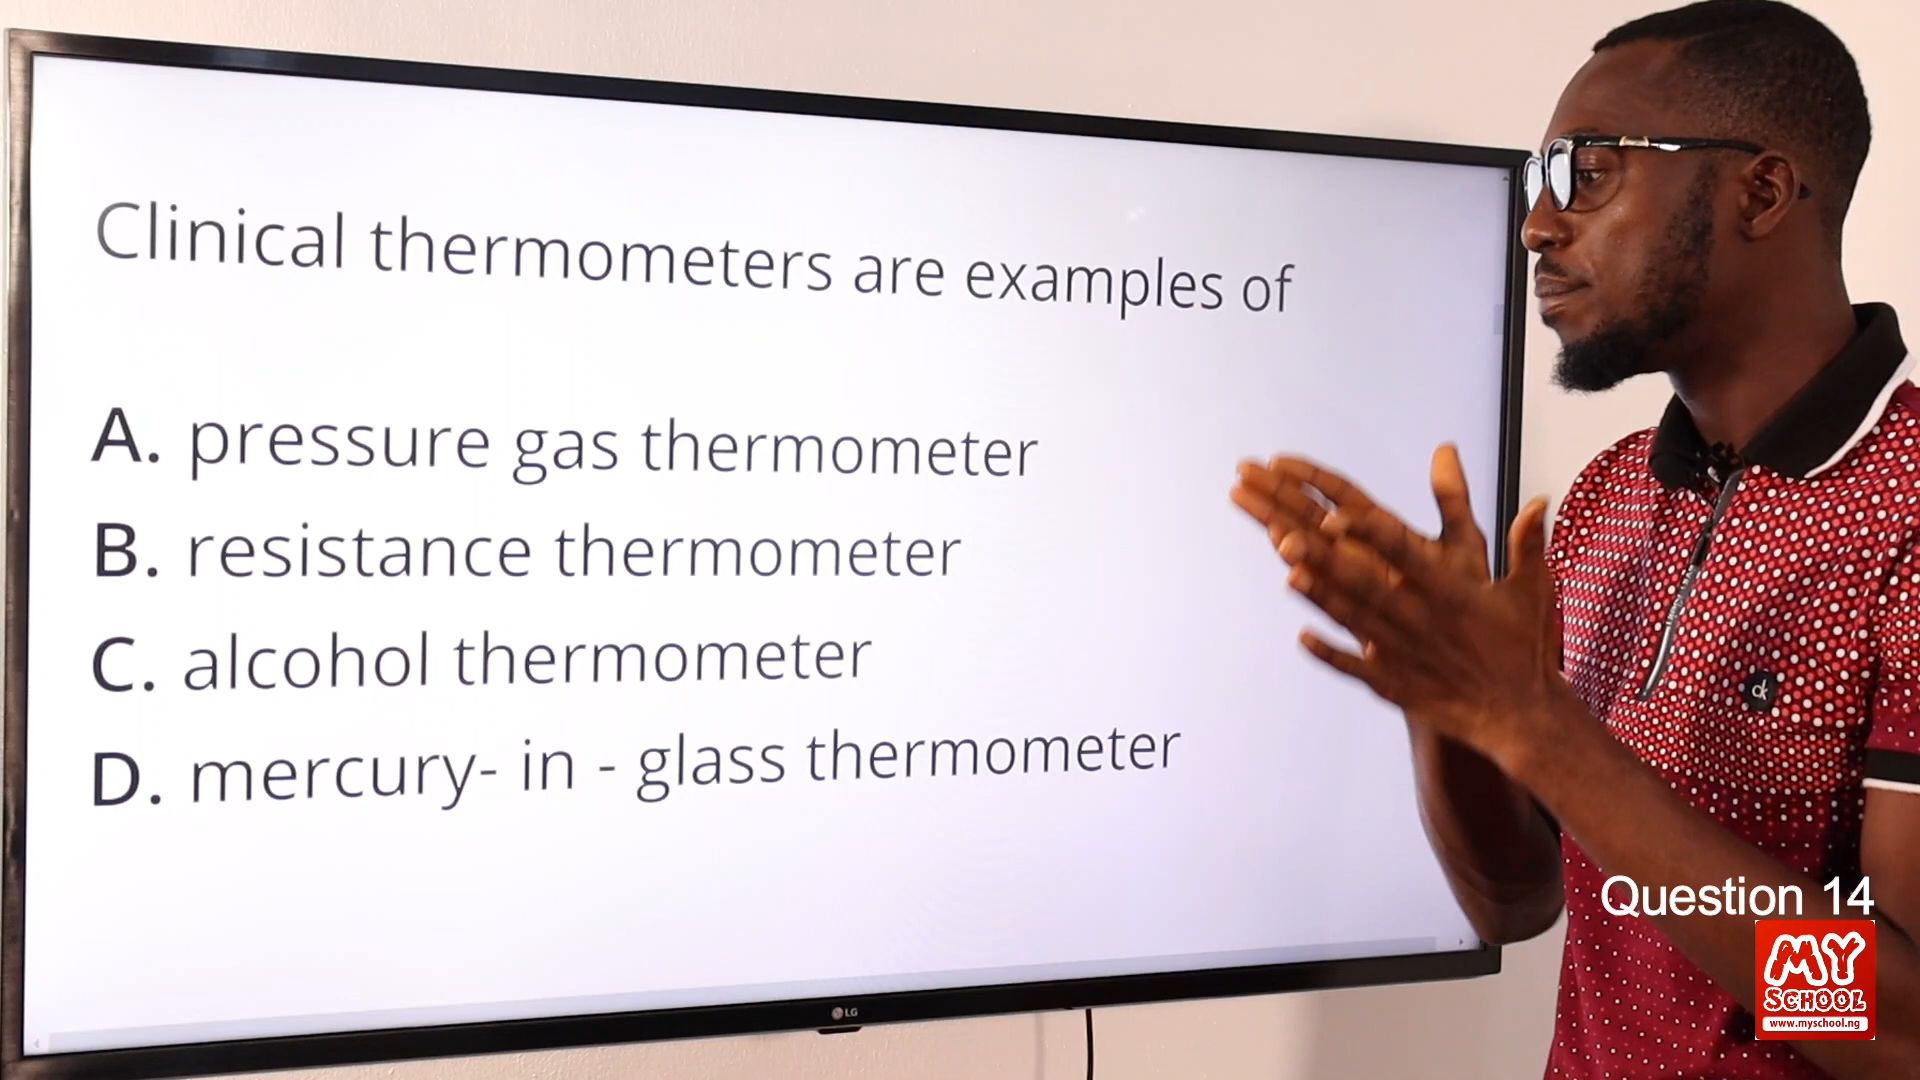 Clinical thermometers are examples of
A. pressure gas thermometer
B. resistance thermometer
C. alcohol thermometer
D. mercury- in - glass thermometer
LG
ck
Question 14
MY
SCHOOL
www.myschool.ng